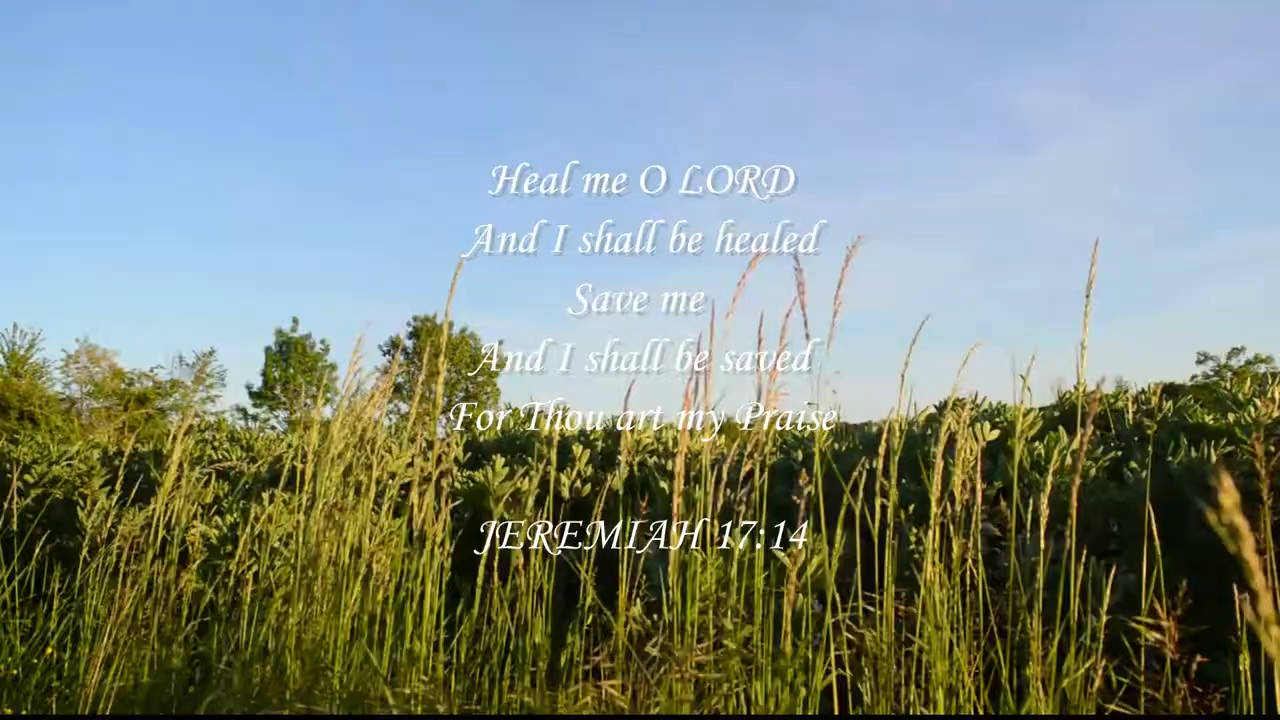 Heal me O LORD
And I shall be healed
Save me
And I shall be saved
For Thou art my Praise
JEREMIAH 17:14